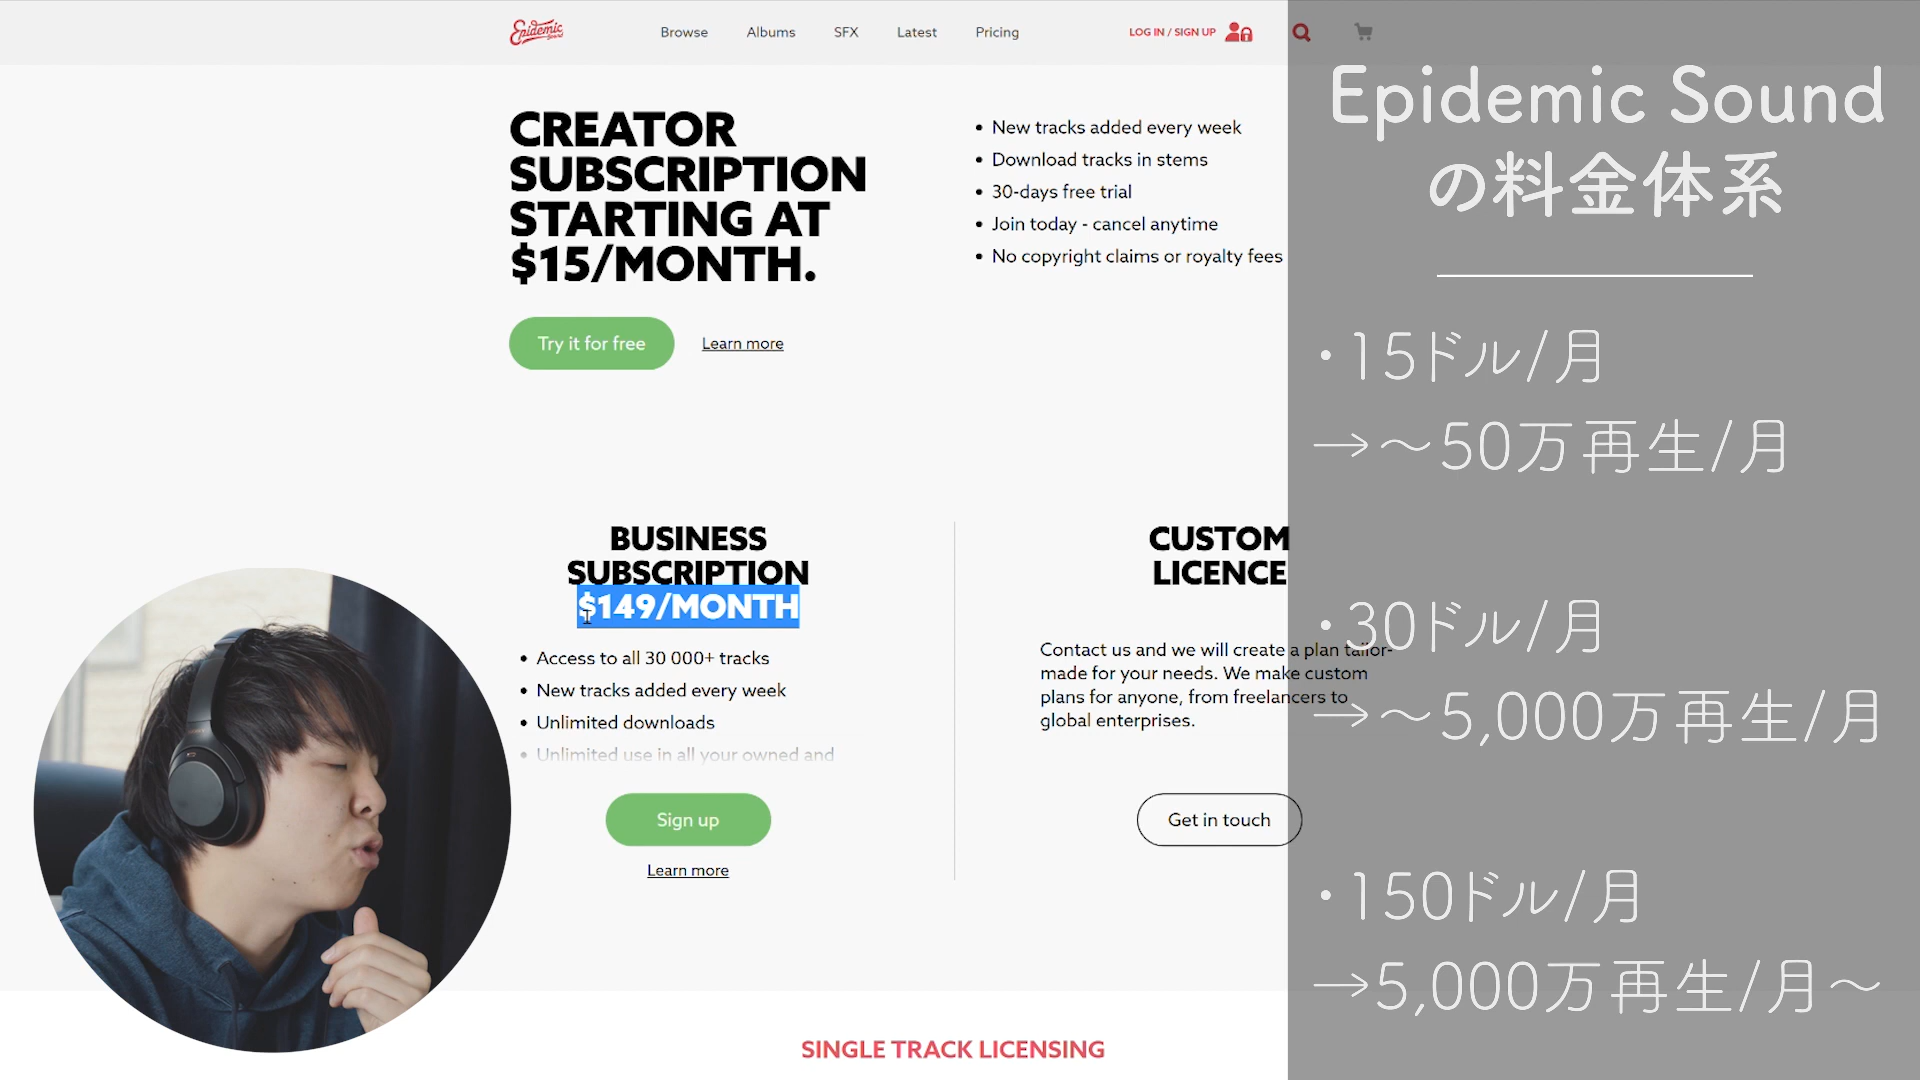 Epidemic Sound
Browse
Albums
SFX
Latest
Pricing
LOG IN / SIGN UP
CREATOR
SUBSCRIPTION
STARTING AT
$15/MONTH.
Try it for free
Learn more
• New tracks added every week
• Download tracks in stems
• 30-days free trial
• Join today - cancel anytime
• No copyright claims or royalty fees
BUSINESS
SUBSCRIPTION
$149/MONTH
• Access to all 30 000+ tracks
• New tracks added every week
• Unlimited downloads
• Unlimited use in all your owned and
Sign up
Learn more
CUSTOM
LICENCE
Contact us and we will create a plan tailor-
made for your needs. We make custom
plans for anyone, from freelancers to
global enterprises.
Get in touch
SINGLE TRACK LICENSING
Epidemic Sound
の料金体系
・15ドル/月
→〜50万再生/月
・30ドル/月
→〜5,000万再生/月
・150ドル/月
→5,000万再生/月〜